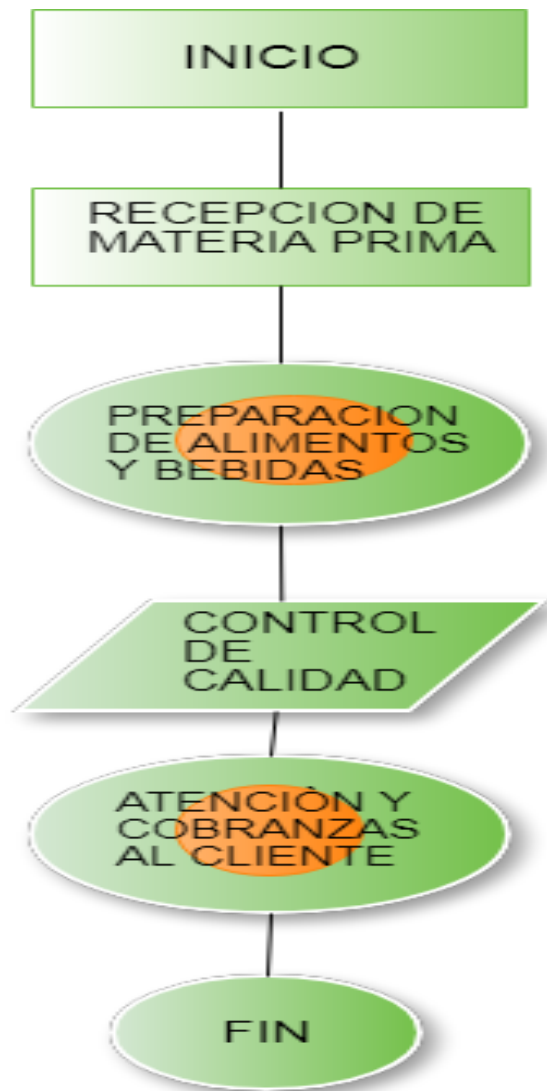 INICIO
RECEPCION DE
MATERIA PRIMA
PREPARACION
DE ALIMENTOS
Y BEBIDAS
CONTROL
DE
CALIDAD
ATENCIÒN Y
COBRANZAS
AL CLIENTE
FIN